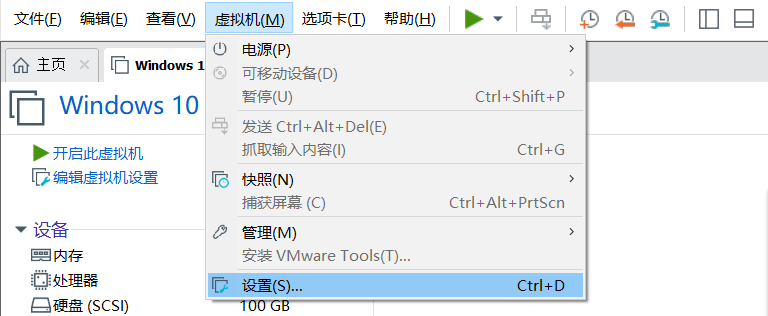 文件(F) 编辑(E) 查看(V) 虚拟机(M) 选项卡(T) 帮助(H)
主页 Windows 1
Windows 10
开启此虚拟机
编辑虚拟机设置
设备
内存
处理器
硬盘 (SCSI) 100 GB
电源(P)
可移动设备(D)
暂停(U) Ctrl+Shift+P
发送 Ctrl+Alt+Del(E)
抓取输入内容(I) Ctrl+G
快照(N)
捕获屏幕 (C) Ctrl+Alt+PrtScn
管理(M)
安装 VMware Tools(T)...
设置(S)... Ctrl+D